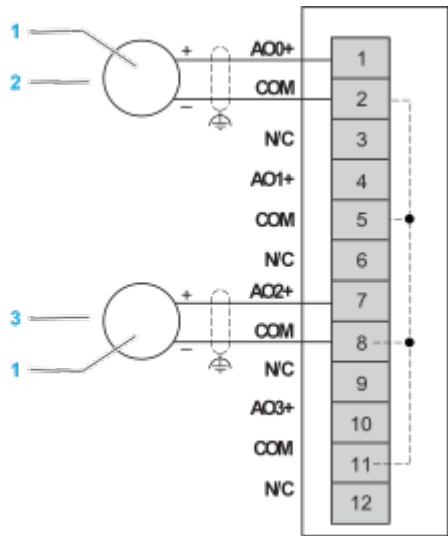 1
+ AO0+ 1
2
– COM 2
N/C 3
AO1+ 4
COM 5
N/C 6
+ AO2+ 7
3
– COM 8
1
N/C 9
AO3+ 10
COM 11
N/C 12